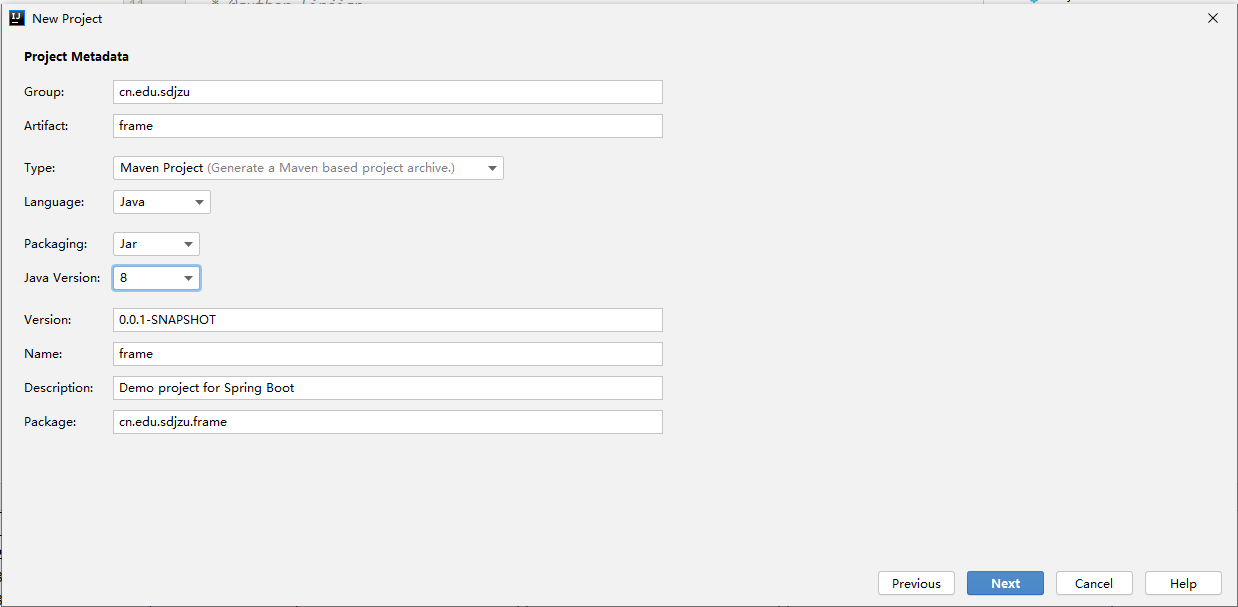 New Project
Project Metadata
Group: cn.edu.sdjzu
Artifact: frame
Type: Maven Project (Generate a Maven based project archive.)
Language: Java
Packaging: Jar
Java Version: 8
Version: 0.0.1-SNAPSHOT
Name: frame
Description: Demo project for Spring Boot
Package: cn.edu.sdjzu.frame
Previous Next Cancel Help